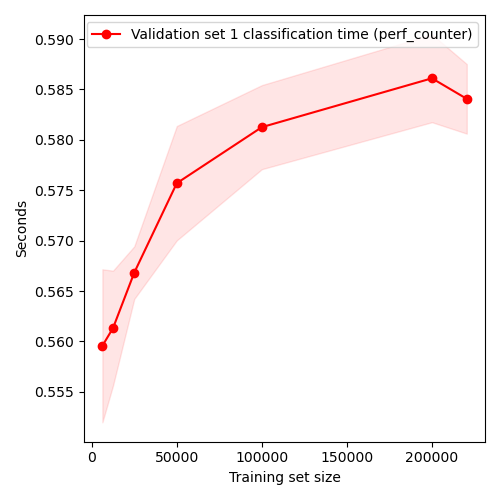 Validation set 1 classification time (perf_counter)
0.590
0.585
0.580
0.575
0.570
0.565
0.560
0.555
Seconds
0 50000 100000 150000 200000
Training set size